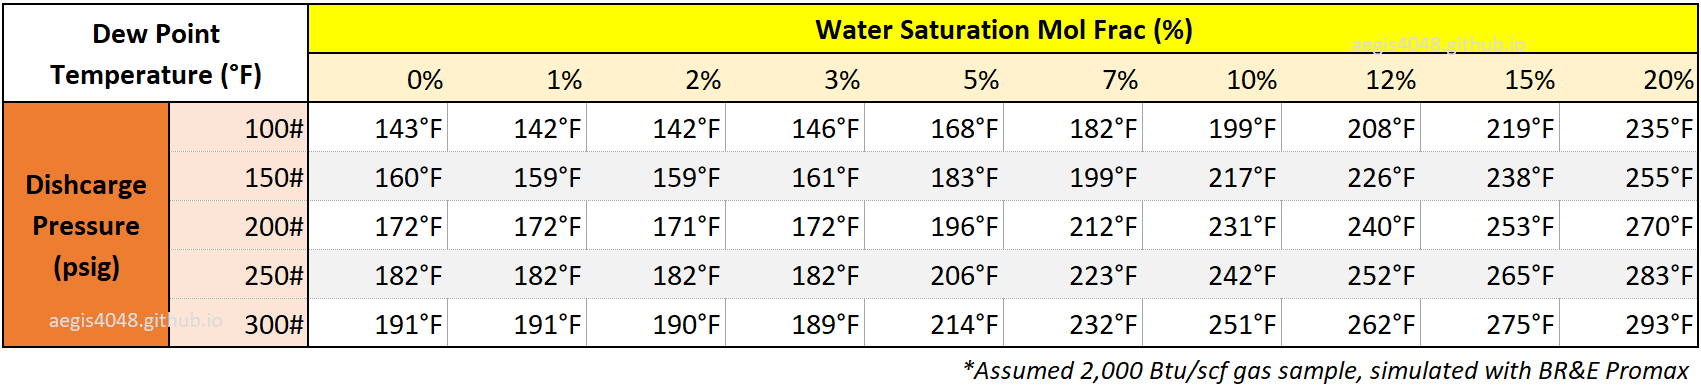 Dew Point
Temperature (°F)
Water Saturation Mol Frac (%)
aegis4048.github.io
0% 1% 2% 3% 5% 7% 10% 12% 15% 20%
Dishcarge
Pressure
(psig)
100# 143°F 142°F 142°F 146°F 168°F 182°F 199°F 208°F 219°F 235°F
150# 160°F 159°F 159°F 161°F 183°F 199°F 217°F 226°F 238°F 255°F
200# 172°F 172°F 171°F 172°F 196°F 212°F 231°F 240°F 253°F 270°F
250# 182°F 182°F 182°F 182°F 206°F 223°F 242°F 252°F 265°F 283°F
300# 191°F 191°F 190°F 189°F 214°F 232°F 251°F 262°F 275°F 293°F
aegis4048.github.io
*Assumed 2,000 Btu/scf gas sample, simulated with BR&E Promax